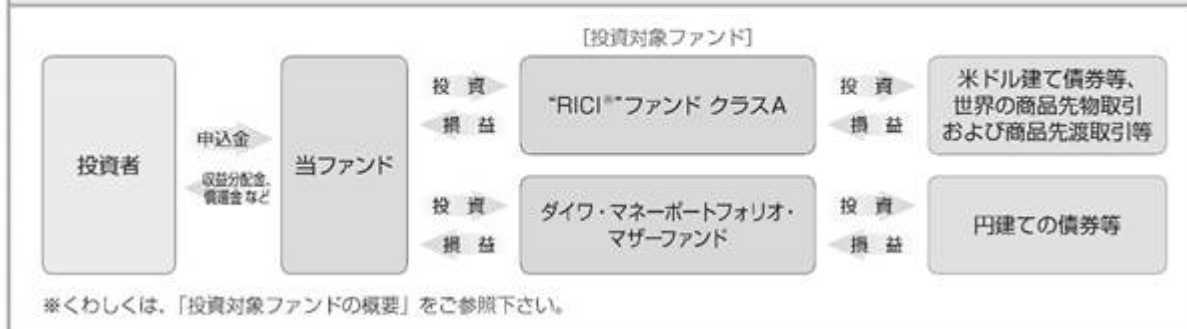 [投資対象ファンド]
投資者
申込金
収益分配金、
償還金 など
当ファンド
投 資
損 益
"RICI®"ファンド クラスA
投 資
損 益
米ドル建て債券等、
世界の商品先物取引
および商品先渡取引等
投 資
損 益
ダイワ・マネーポートフォリオ・
マザーファンド
投 資
損 益
円建ての債券等
※くわしくは、「投資対象ファンドの概要」をご参照下さい。